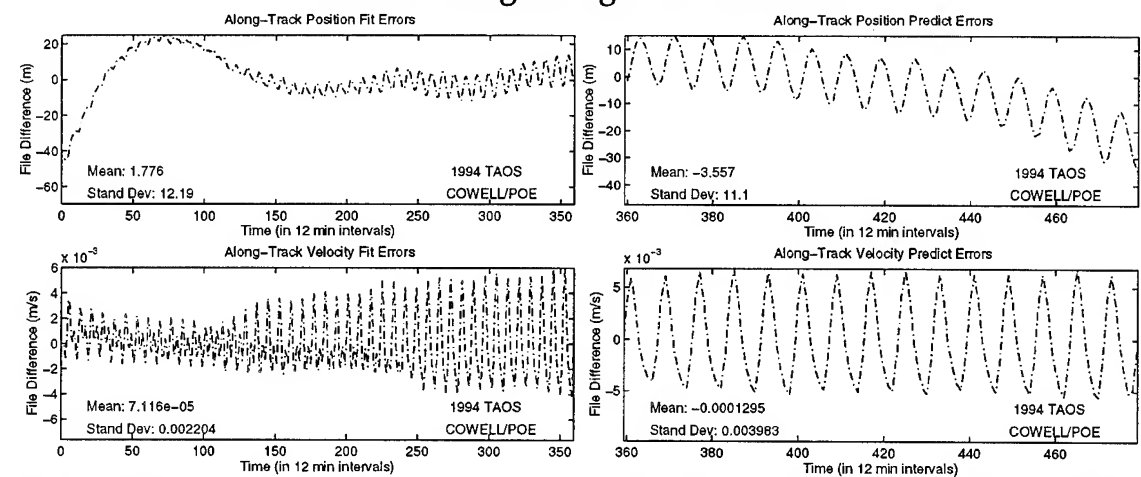 Along-Track Position Fit Errors
File Difference (m)
20
0
-20
-40
-60
Mean: 1.776
Stand Dev: 12.19
1994 TAOS
COWELL/POE
0 50 100 150 200 250 300 350
Time (in 12 min intervals)
Along-Track Position Predict Errors
File Difference (m)
10
0
-10
-20
-30
-40
Mean: -3.557
Stand Dev: 11.1
1994 TAOS
COWELL/POE
360 380 400 420 440 460
Time (in 12 min intervals)
Along-Track Velocity Fit Errors
x 10^-3
File Difference (m/s)
6
4
2
0
-2
-4
-6
Mean: 7.116e-05
Stand Dev: 0.002204
1994 TAOS
COWELL/POE
0 50 100 150 200 250 300 350
Time (in 12 min intervals)
Along-Track Velocity Predict Errors
x 10^-3
File Difference (m/s)
5
0
-5
Mean: -0.0001295
Stand Dev: 0.003983
1994 TAOS
COWELL/POE
360 380 400 420 440 460
Time (in 12 min intervals)